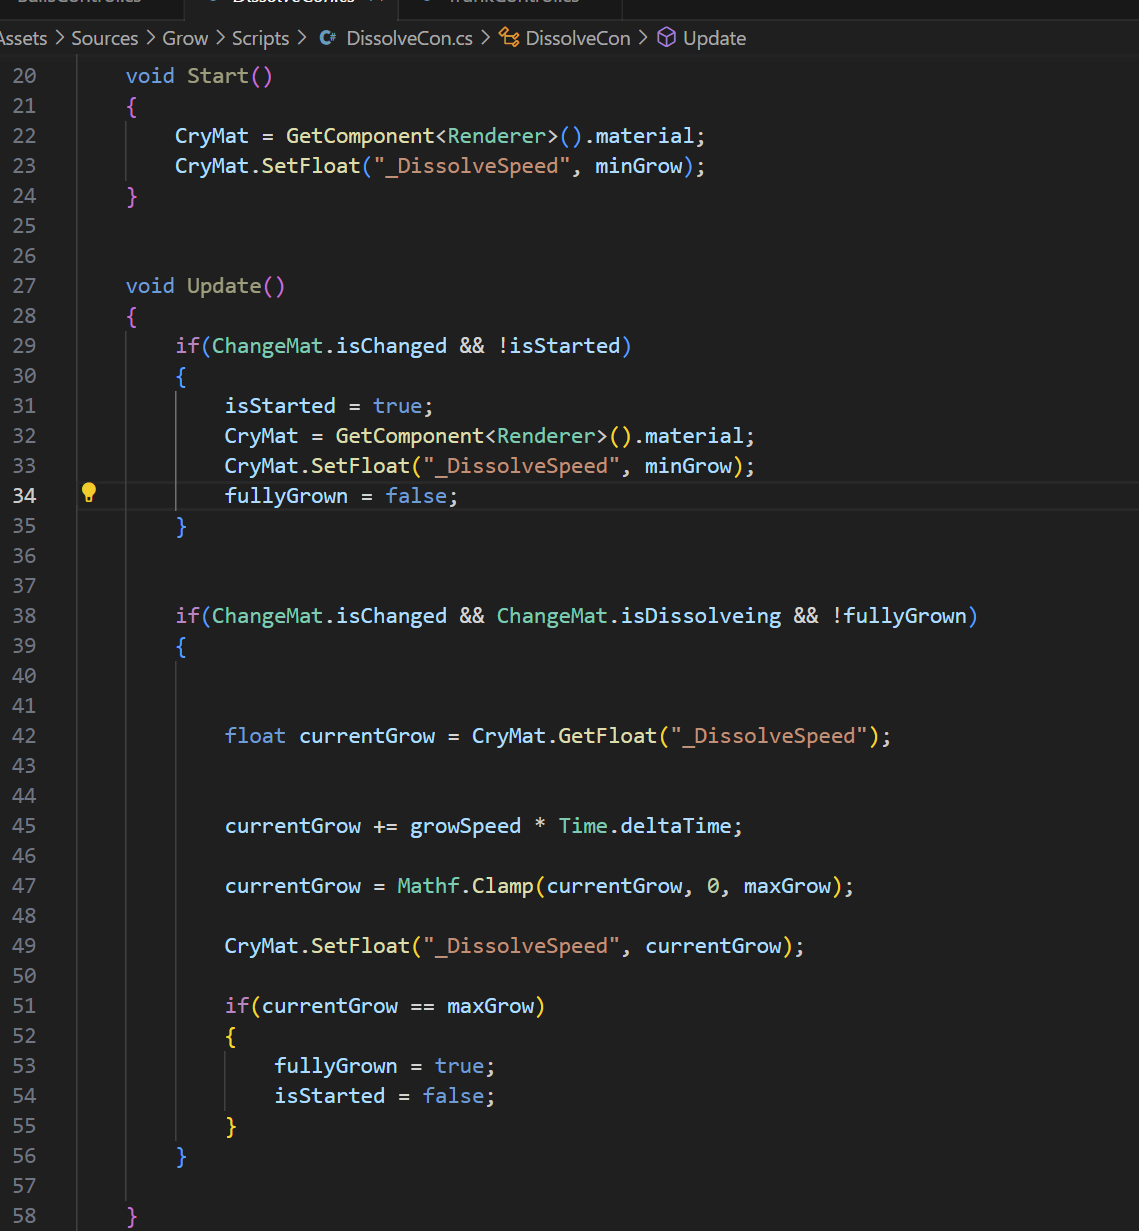 DissolveCon.cs
Assets > Sources > Grow > Scripts > C# DissolveCon.cs > DissolveCon > Update
20 void Start()
21 {
22 CryMat = GetComponent<Renderer>().material;
23 CryMat.SetFloat("_DissolveSpeed", minGrow);
24 }
25
26
27 void Update()
28 {
29 if(ChangeMat.isChanged && !isStarted)
30 {
31 isStarted = true;
32 CryMat = GetComponent<Renderer>().material;
33 CryMat.SetFloat("_DissolveSpeed", minGrow);
34 fullyGrown = false;
35 }
36
37
38 if(ChangeMat.isChanged && ChangeMat.isDissolveing && !fullyGrown)
39 {
40
41
42 float currentGrow = CryMat.GetFloat("_DissolveSpeed");
43
44
45 currentGrow += growSpeed * Time.deltaTime;
46
47 currentGrow = Mathf.Clamp(currentGrow, 0, maxGrow);
48
49 CryMat.SetFloat("_DissolveSpeed", currentGrow);
50
51 if(currentGrow == maxGrow)
52 {
53 fullyGrown = true;
54 isStarted = false;
55 }
56 }
57
58 }